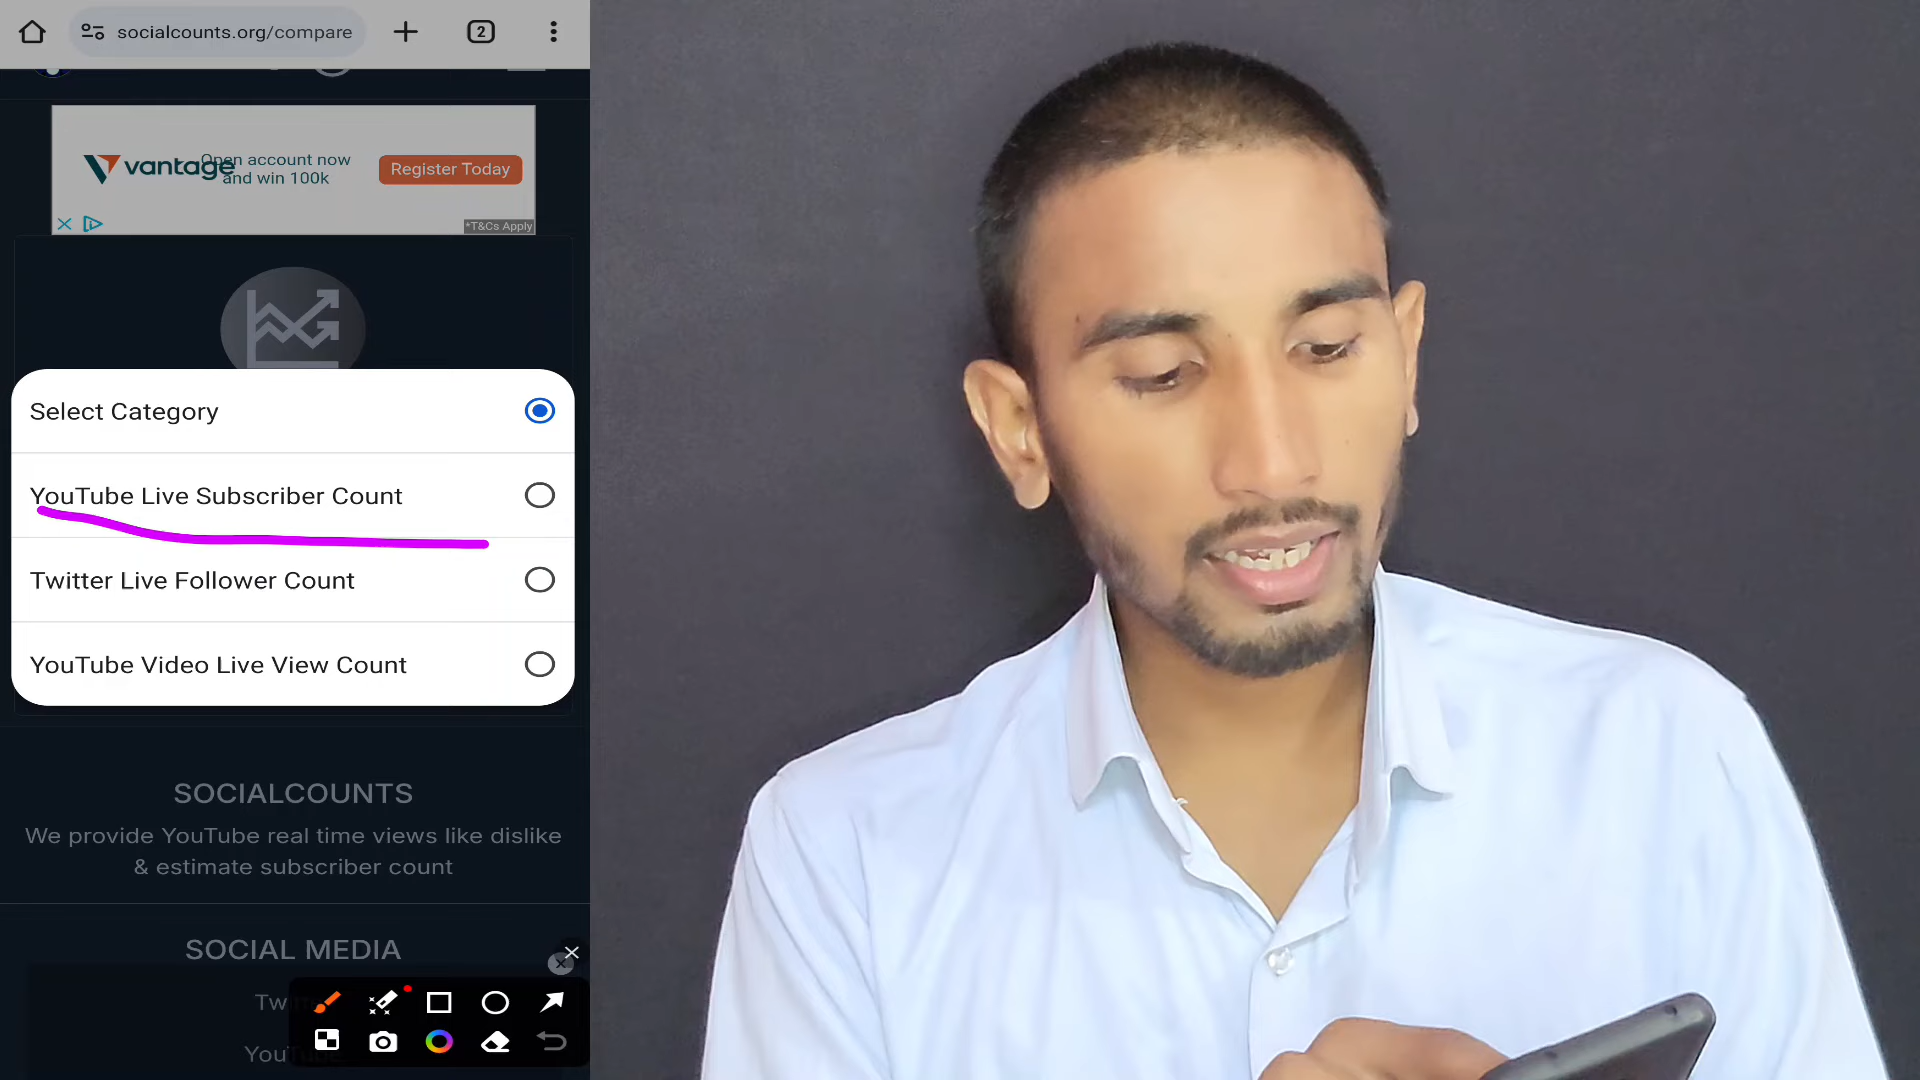 socialcounts.org/compare
2
vantage
Open account now
and win 100k
Register Today
*T&Cs Apply
Select Category
YouTube Live Subscriber Count
Twitter Live Follower Count
YouTube Video Live View Count
SOCIALCOUNTS
We provide YouTube real time views like dislike
& estimate subscriber count
SOCIAL MEDIA